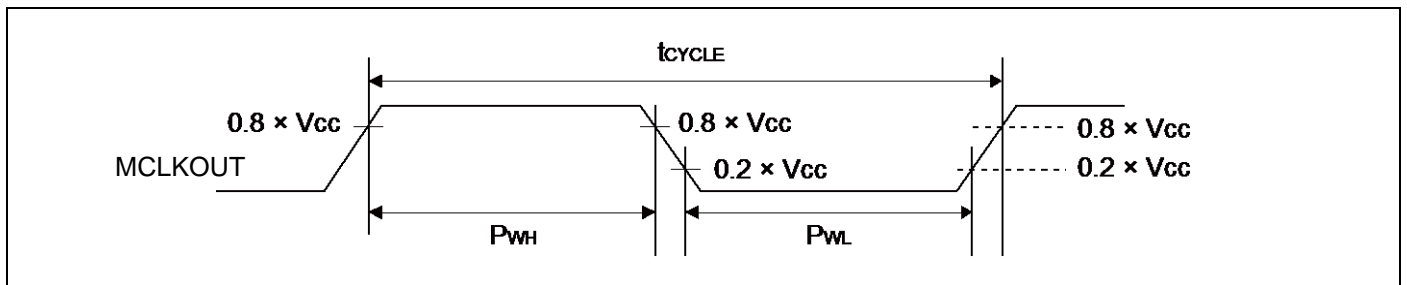 tCYCLE
0.8 × Vcc
0.8 × Vcc
0.8 × Vcc
MCLKOUT
0.2 × Vcc
0.2 × Vcc
PWH
PWL